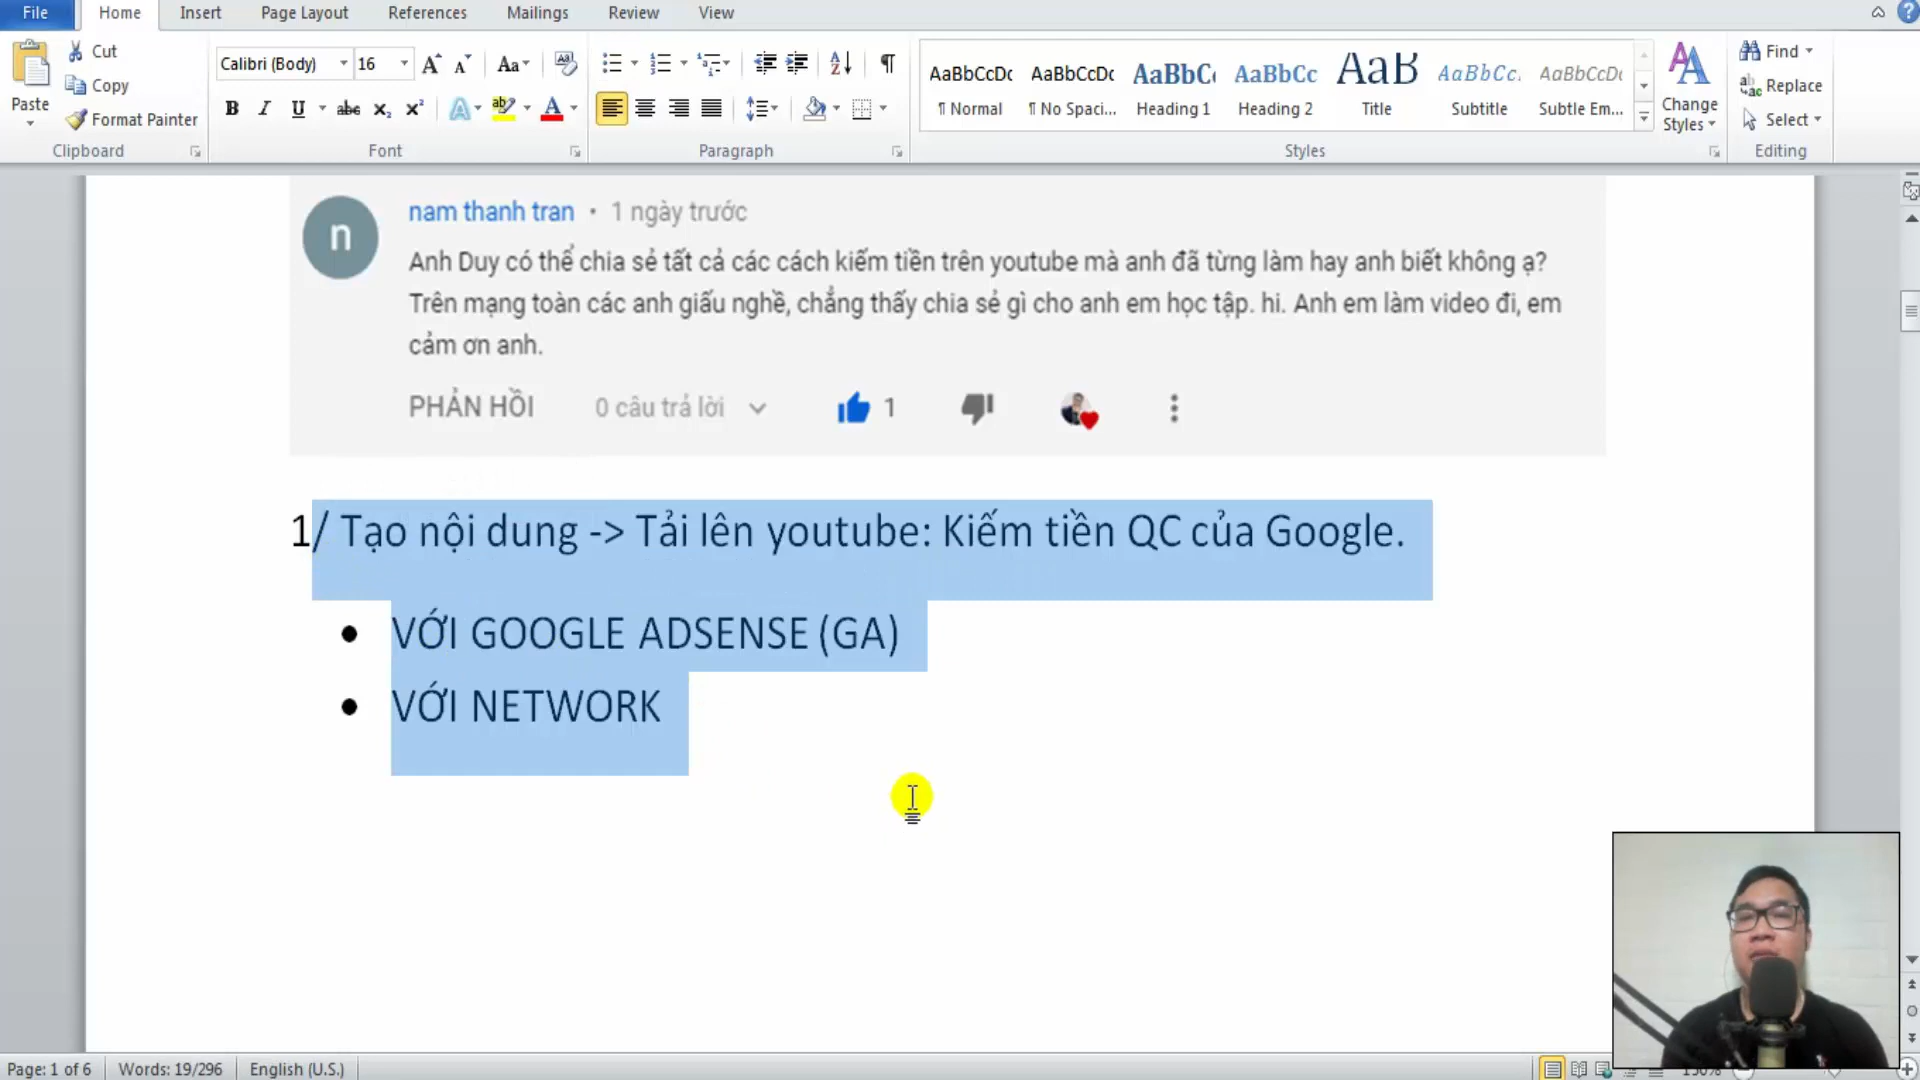 File Home Insert Page Layout References Mailings Review View
Cut
Copy
Paste
Format Painter
Clipboard
Calibri (Body) 16
Font
Paragraph
AaBbCcDc AaBbCcDc AaBbC AaBbCc AaB AaBbCc. AaBbCcDc
¶ Normal ¶ No Spaci... Heading 1 Heading 2 Title Subtitle Subtle Em...
Change
Styles
Styles
Find
Replace
Select
Editing
n
nam thanh tran • 1 ngày trước
Anh Duy có thể chia sẻ tất cả các cách kiếm tiền trên youtube mà anh đã từng làm hay anh biết không ạ?
Trên mạng toàn các anh giấu nghề, chẳng thấy chia sẻ gì cho anh em học tập. hi. Anh em làm video đi, em
cảm ơn anh.
PHẢN HỒI 0 câu trả lời 1
1/ Tạo nội dung -> Tải lên youtube: Kiếm tiền QC của Google.
• VỚI GOOGLE ADSENSE (GA)
• VỚI NETWORK
Page: 1 of 6 Words: 19/296 English (U.S.)